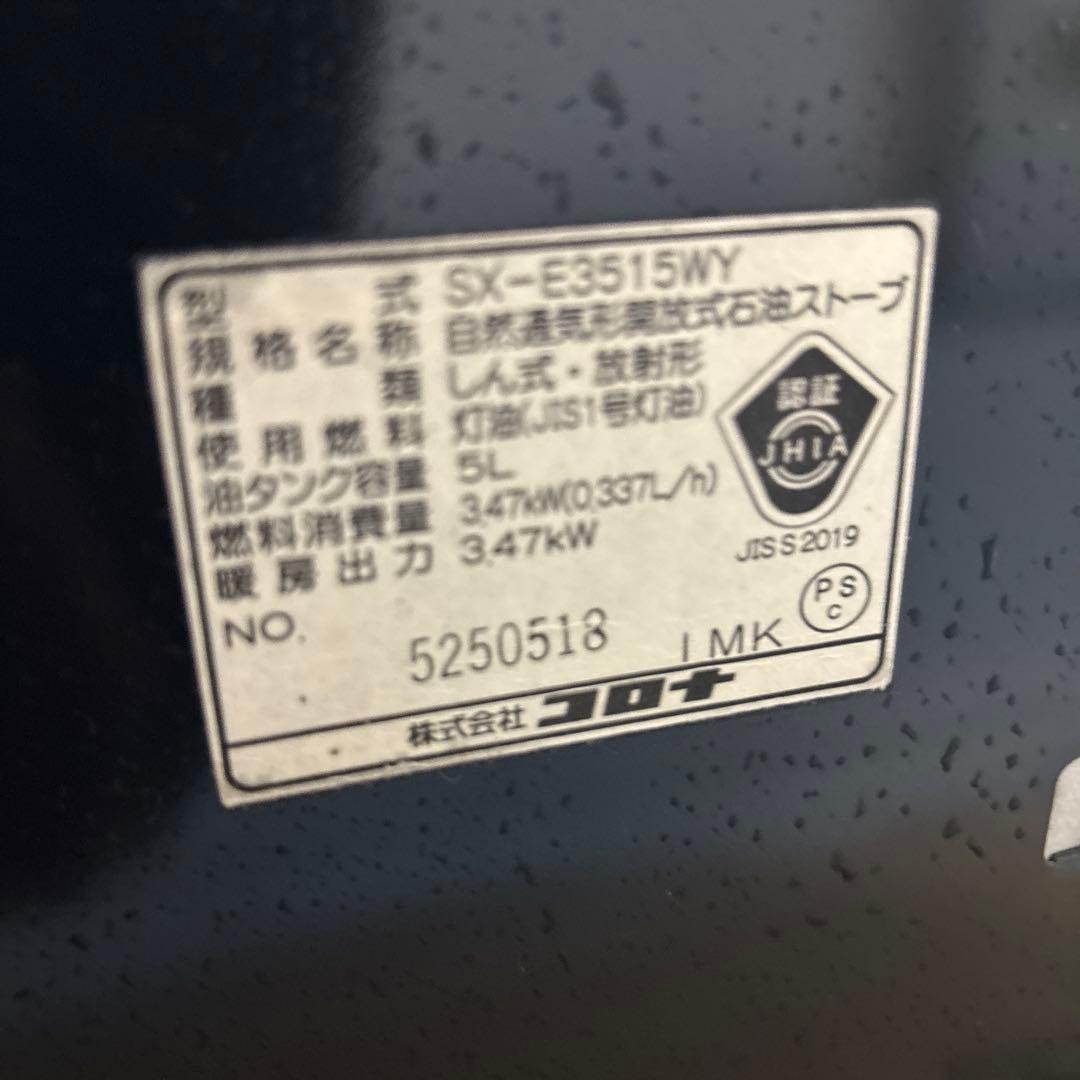 型式 SX-E3515WY
規格名称 自然通気形開放式石油ストーブ
種類 しん式・放射形
使用燃料 灯油(JIS1号灯油)
油タンク容量 5L
燃料消費量 3.47kW(0.337L/h)
暖房出力 3.47kW
認証
JHIA
JIS S 2019
PS
C
NO. 5250518 IMK
株式会社 コロナ